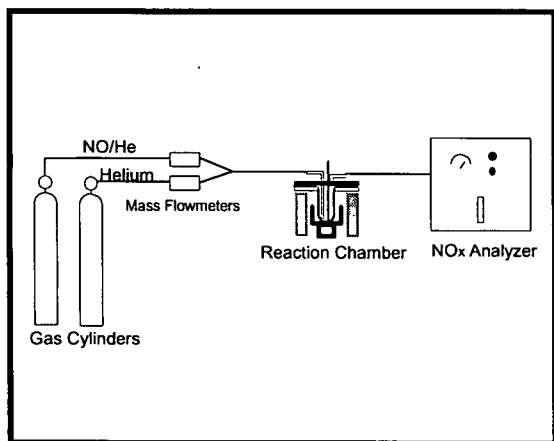 NO/He
Helium
Mass Flowmeters
Reaction Chamber
NOx Analyzer
Gas Cylinders